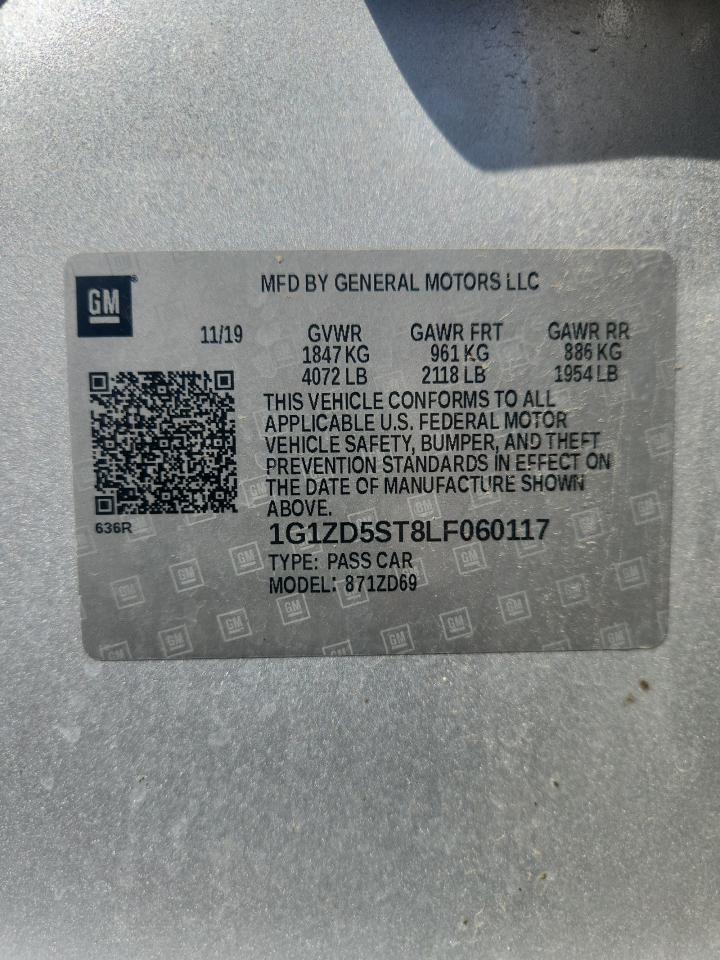 GM
MFD BY GENERAL MOTORS LLC
11/19 GVWR GAWR FRT GAWR RR
1847 KG 961 KG 886 KG
4072 LB 2118 LB 1954 LB
THIS VEHICLE CONFORMS TO ALL
APPLICABLE U.S. FEDERAL MOTOR
VEHICLE SAFETY, BUMPER, AND THEFT
PREVENTION STANDARDS IN EFFECT ON
THE DATE OF MANUFACTURE SHOWN
ABOVE.
636R
1G1ZD5ST8LF060117
TYPE: PASS CAR
MODEL: 871ZD69